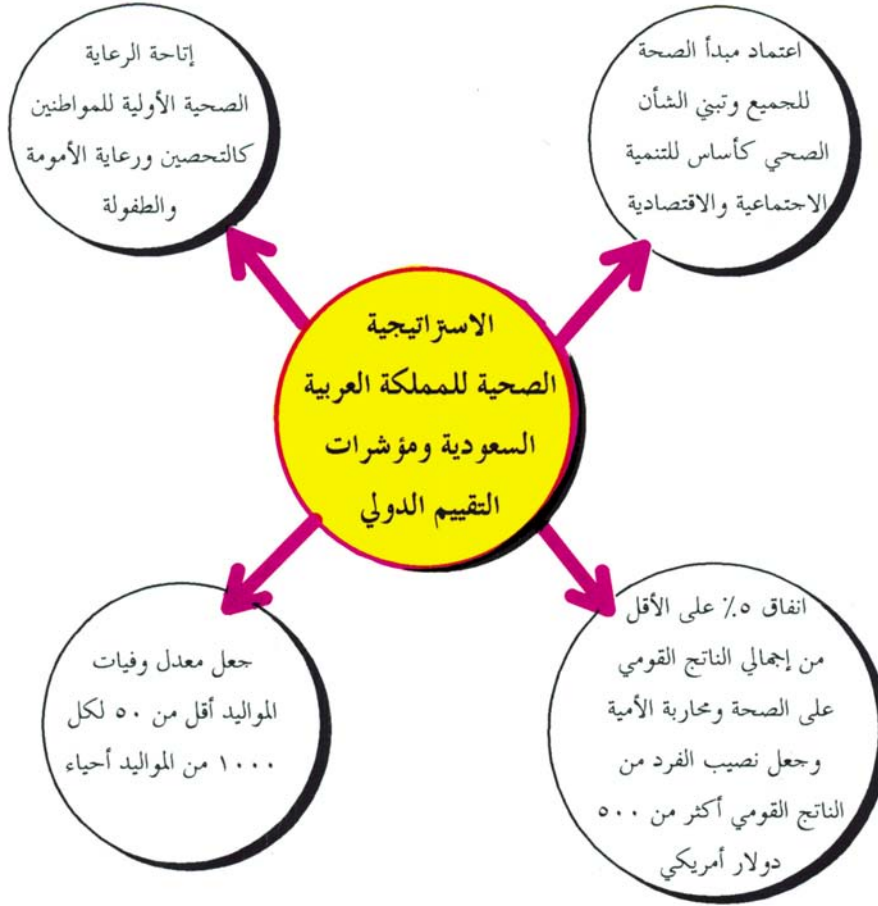 اعتماد مبدأ الصحة
للجميع وتبني الشأن
الصحي كأساس للتنمية
الاجتماعية والاقتصادية
إتاحة الرعاية
الصحية الأولية للمواطنين
كالتحصين ورعاية الأمومة
والطفولة
الاستراتيجية
الصحية للمملكة العربية
السعودية ومؤشرات
التقييم الدولي
انفاق ٥٪ على الأقل
من إجمالي الناتج القومي
على الصحة ومحاربة الأمية
وجعل نصيب الفرد من
الناتج القومي أكثر من ٥٠٠
دولار أمريكي
جعل معدل وفيات
المواليد أقل من ٥٠ لكل
١٠٠٠ من المواليد أحياء